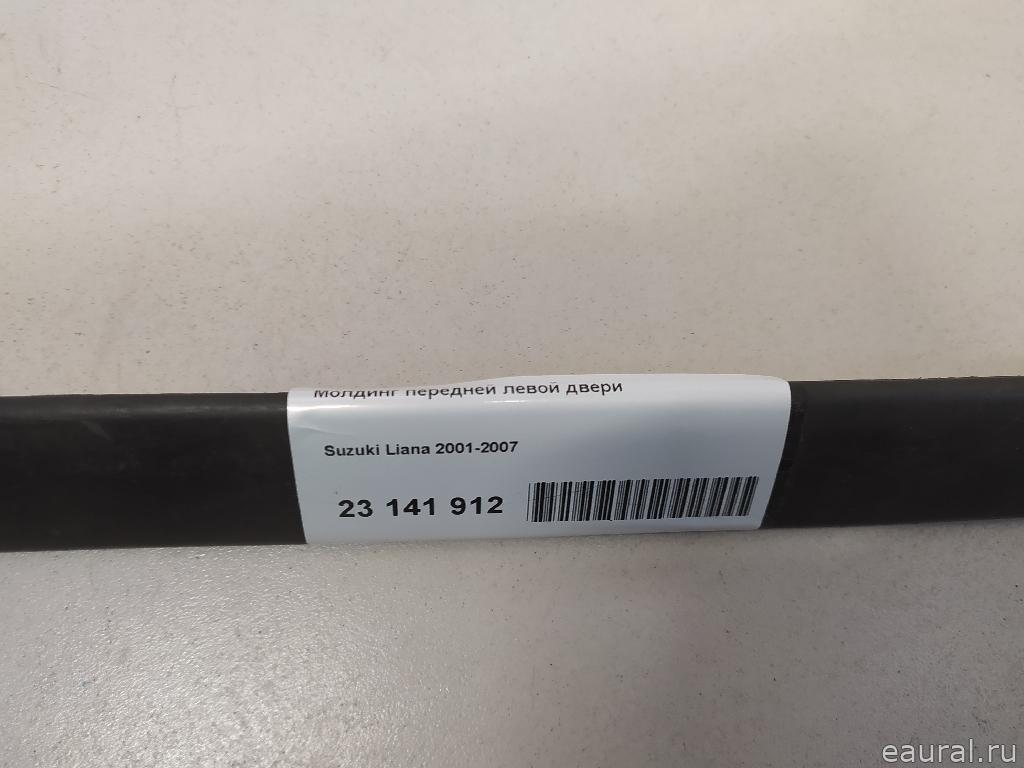 Молдинг передней левой двери
Suzuki Liana 2001-2007
23 141 912
eaural.ru